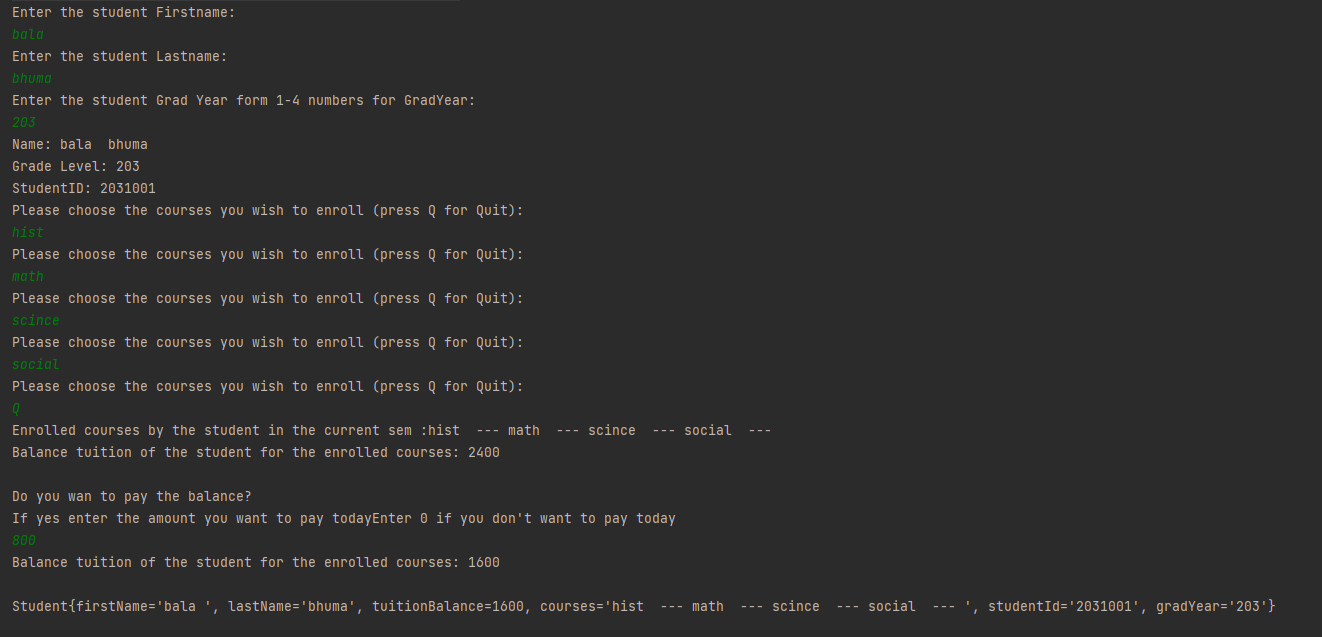 Enter the student Firstname:
bala
Enter the student Lastname:
bhuma
Enter the student Grad Year form 1-4 numbers for GradYear:
203
Name: bala  bhuma
Grade Level: 203
StudentID: 2031001
Please choose the courses you wish to enroll (press Q for Quit):
hist
Please choose the courses you wish to enroll (press Q for Quit):
math
Please choose the courses you wish to enroll (press Q for Quit):
scince
Please choose the courses you wish to enroll (press Q for Quit):
social
Please choose the courses you wish to enroll (press Q for Quit):
Q
Enrolled courses by the student in the current sem :hist  --- math  --- scince  --- social  ---
Balance tuition of the student for the enrolled courses: 2400
Do you wan to pay the balance?
If yes enter the amount you want to pay todayEnter 0 if you don't want to pay today
800
Balance tuition of the student for the enrolled courses: 1600
Student{firstName='bala ', lastName='bhuma', tuitionBalance=1600, courses='hist  --- math  --- scince  --- social  --- ', studentId='2031001', gradYear='203'}